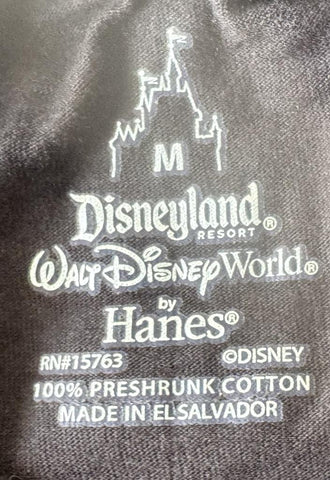 M
Disneyland®
RESORT
Walt Disney World®
by
Hanes®
RN#15763 ©DISNEY
100% PRESHRUNK COTTON
MADE IN EL SALVADOR